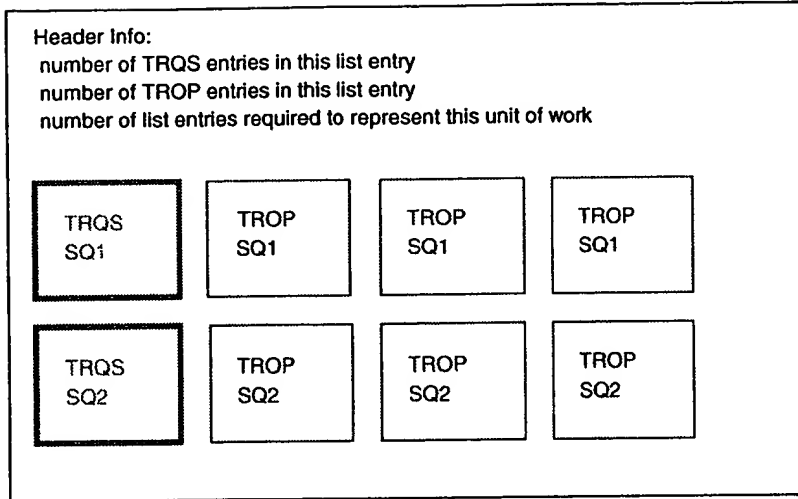 Header Info:
number of TRQS entries in this list entry
number of TROP entries in this list entry
number of list entries required to represent this unit of work
TRQS
SQ1
TROP
SQ1
TROP
SQ1
TROP
SQ1
TRQS
SQ2
TROP
SQ2
TROP
SQ2
TROP
SQ2